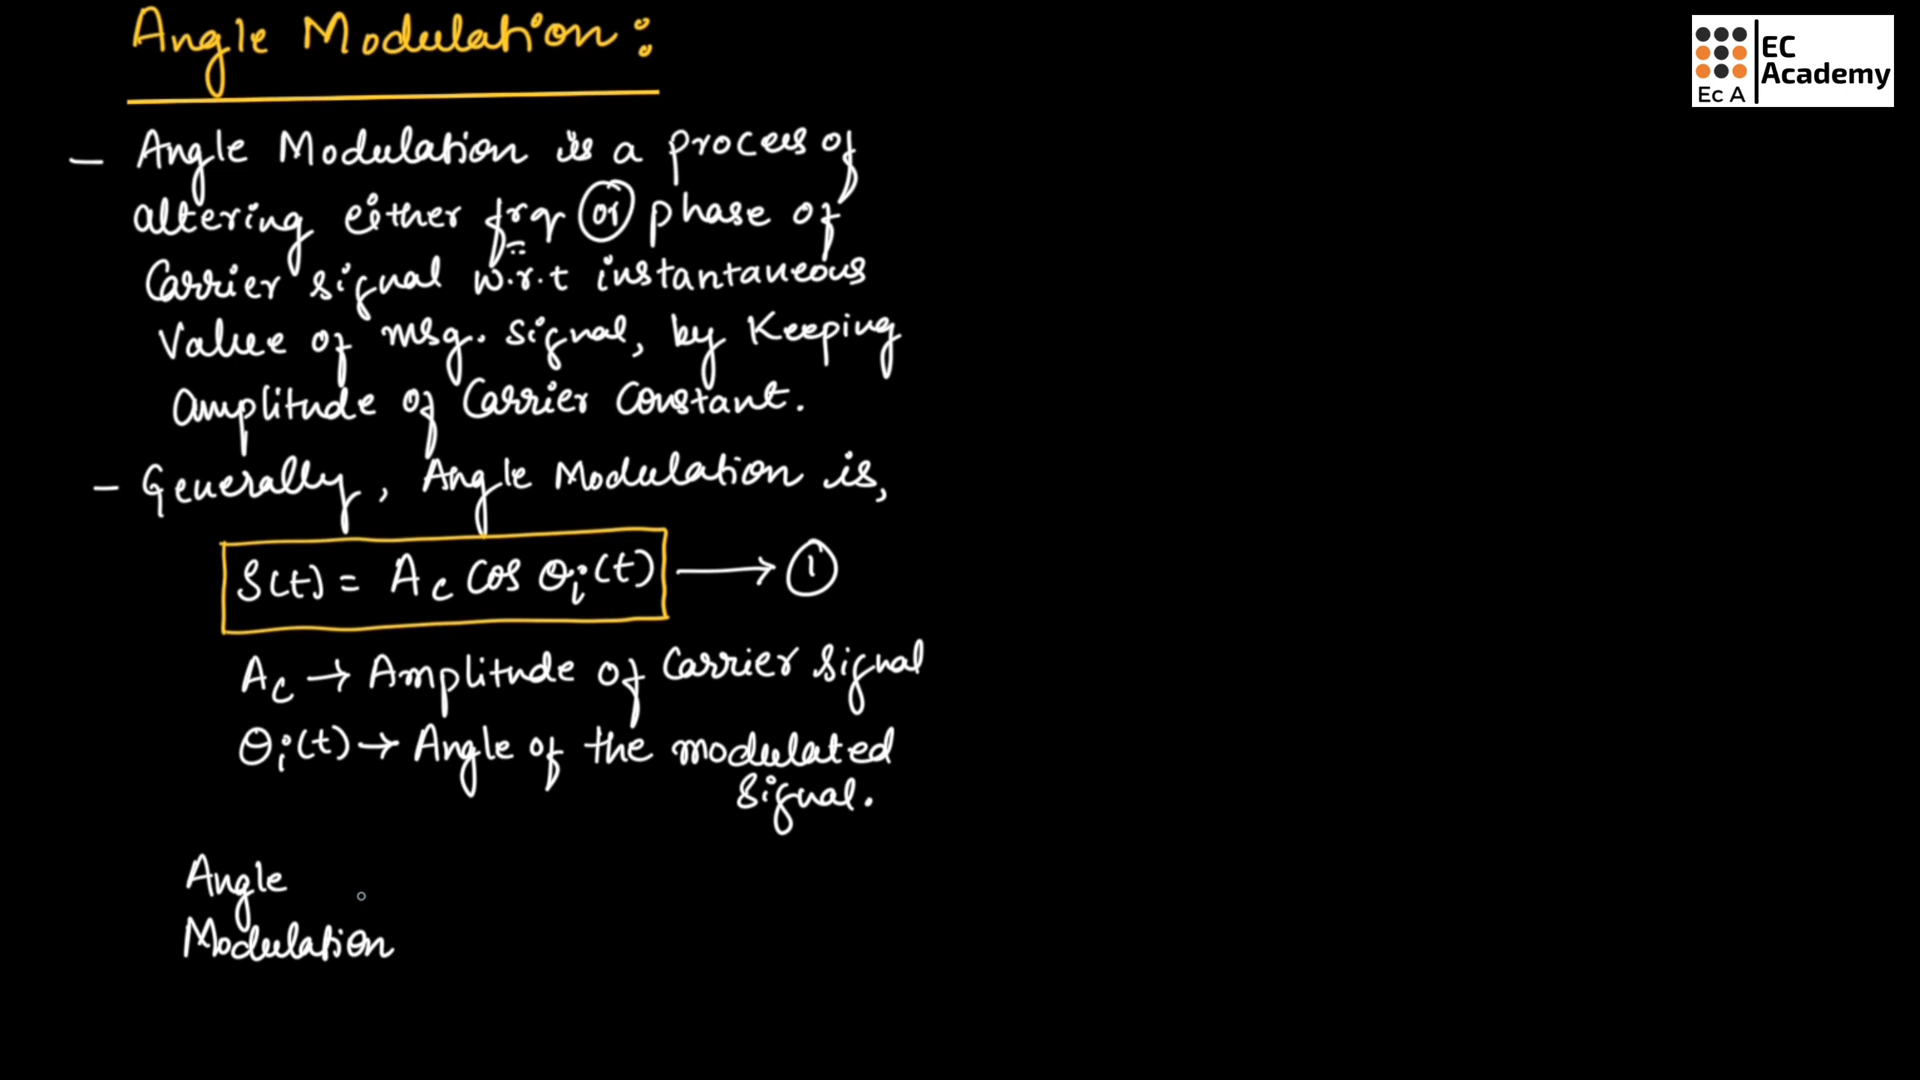 Angle Modulation:
EC
Academy
Ec A
- Angle Modulation is a process of
altering either frq or phase of
Carrier signal w.r.t instantaneous
Value of msg. signal, by Keeping
Amplitude of Carrier Constant.
- Generally, Angle Modulation is,
S(t) = Ac Cos θi(t) → 1
Ac → Amplitude of Carrier Signal
θi(t) → Angle of the modulated
Signal.
Angle
Modulation